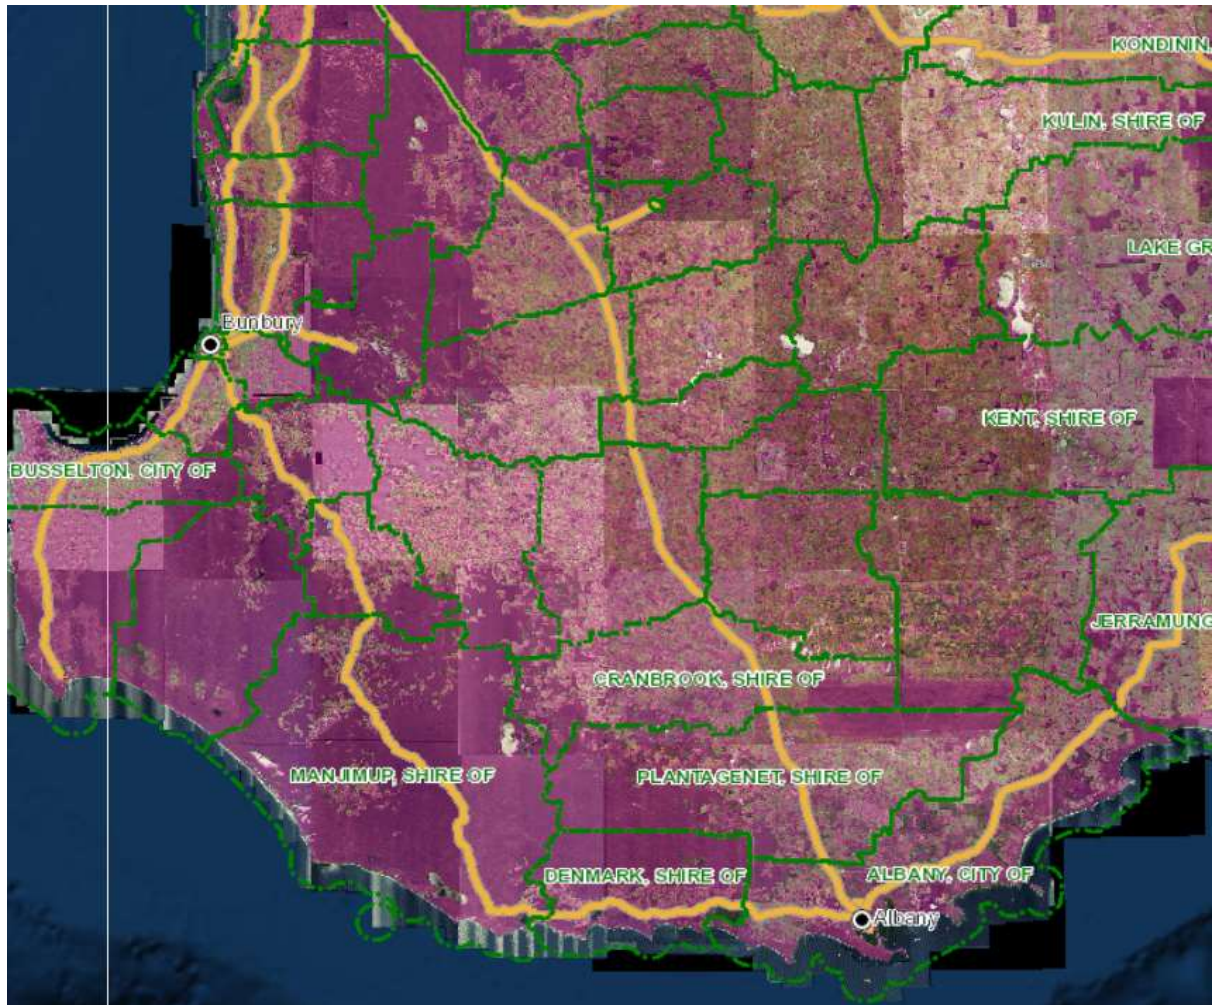 KONDININ,
KULIN, SHIRE OF
LAKE GR
Bunbury
KENT, SHIRE OF
BUSSELTON, CITY OF
JERRAMUNG
CRANBROOK, SHIRE OF
MANJIMUP, SHIRE OF
PLANTAGENET, SHIRE OF
DENMARK, SHIRE OF
ALBANY, CITY OF
Albany